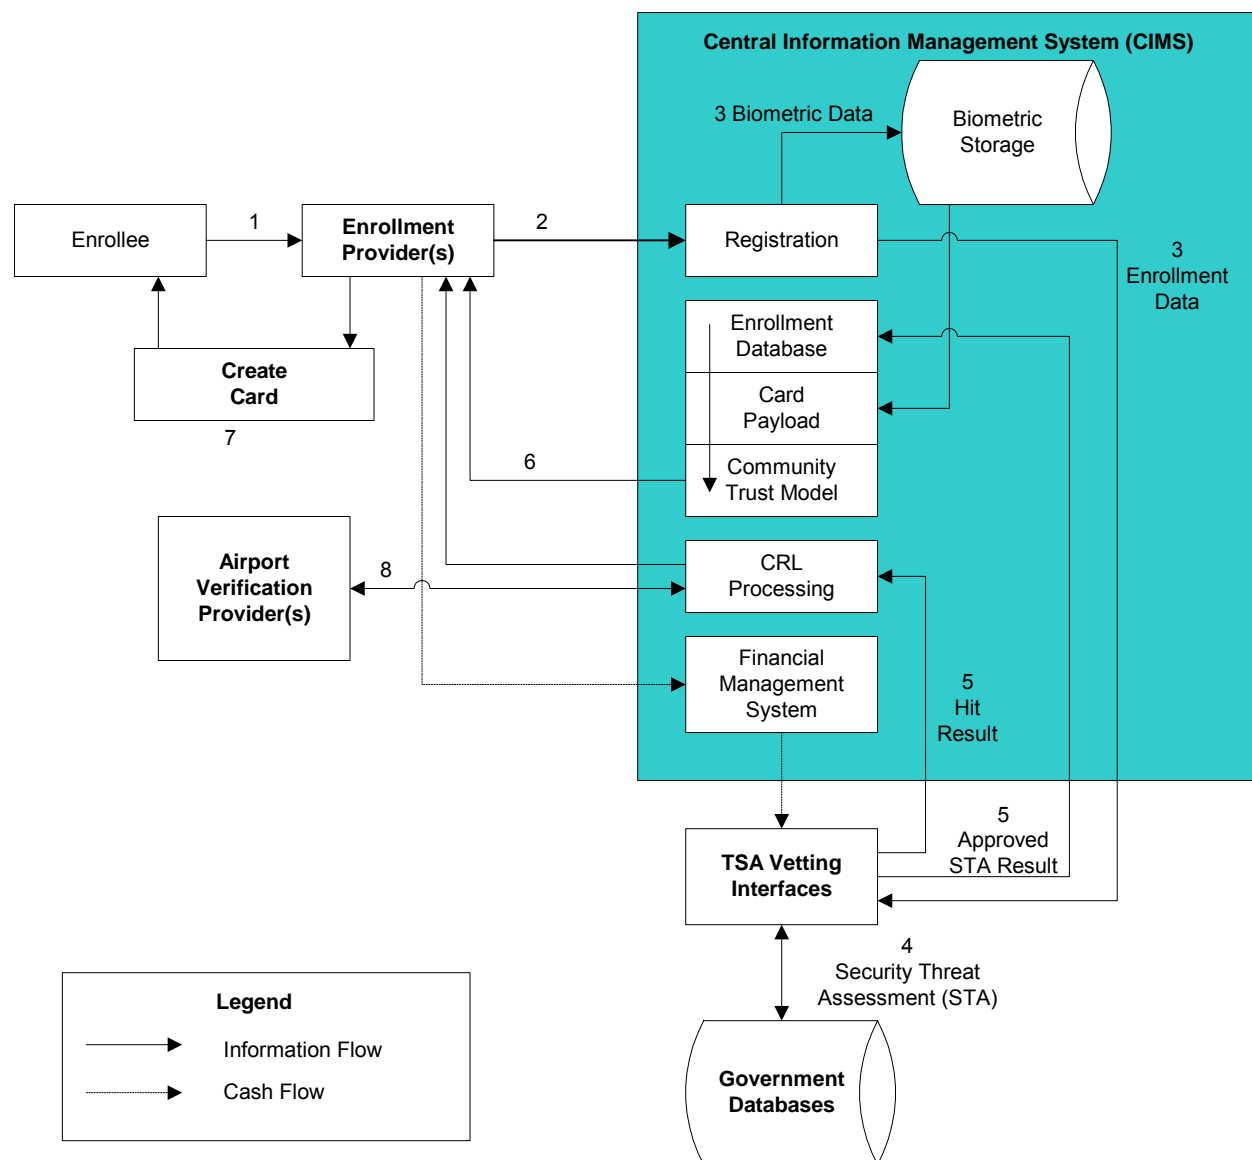 Central Information Management System (CIMS)
3 Biometric Data
Biometric
Storage
Enrollee
1
Enrollment
Provider(s)
2
Registration
3
Enrollment
Data
Enrollment
Database
Create
Card
7
Card
Payload
6
Community
Trust Model
Airport
Verification
Provider(s)
8
CRL
Processing
Financial
Management
System
5
Hit
Result
5
Approved
STA Result
TSA Vetting
Interfaces
4
Security Threat
Assessment (STA)
Legend
Information Flow
Cash Flow
Government
Databases